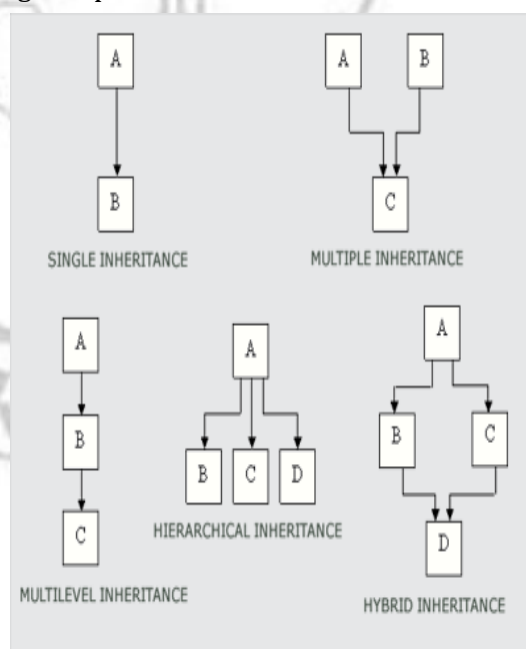 A
A B
B
C
SINGLE INHERITANCE
MULTIPLE INHERITANCE
A
B
C
MULTILEVEL INHERITANCE
A
B C D
HIERARCHICAL INHERITANCE
A
B C
D
HYBRID INHERITANCE